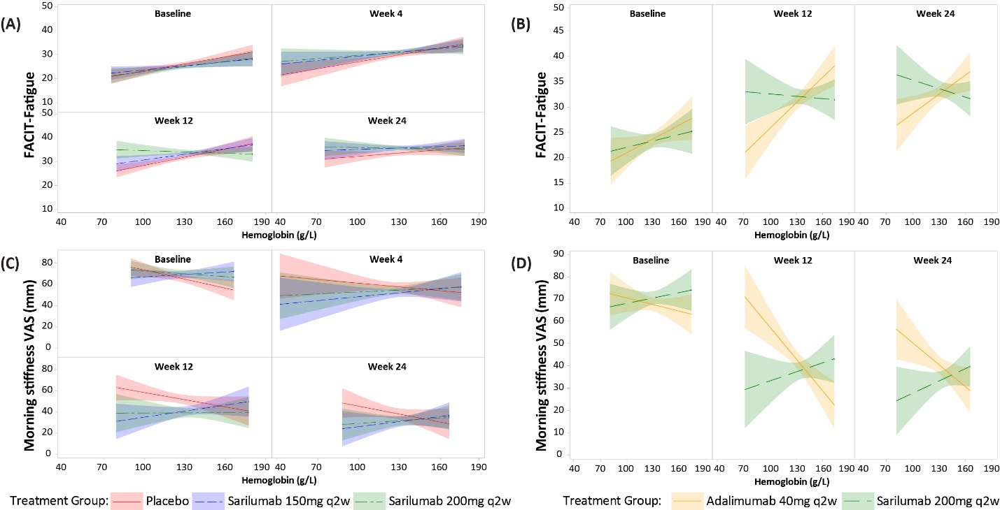 (A)
FACIT-Fatigue
Baseline
Week 4
50
40
30
20
10
Week 12
Week 24
50
40
30
20
10
40 70 100 130 160 190 40 70 100 130 160 190
Hemoglobin (g/L)
(B)
FACIT-Fatigue
Baseline
Week 12
Week 24
50
45
40
35
30
25
20
15
10
40 70 100 130 160 190 40 70 100 130 160 190 40 70 100 130 160 190
Hemoglobin (g/L)
(C)
Morning stiffness VAS (mm)
Baseline
Week 4
80
60
40
20
0
Week 12
Week 24
80
60
40
20
0
40 70 100 130 160 190 40 70 100 130 160 190
Hemoglobin (g/L)
Treatment Group: Placebo Sarilumab 150mg q2w Sarilumab 200mg q2w
(D)
Morning stiffness VAS (mm)
Baseline
Week 12
Week 24
90
80
70
60
50
40
30
20
10
0
40 70 100 130 160 190 40 70 100 130 160 190 40 70 100 130 160 190
Hemoglobin (g/L)
Treatment Group: Adalimumab 40mg q2w Sarilumab 200mg q2w